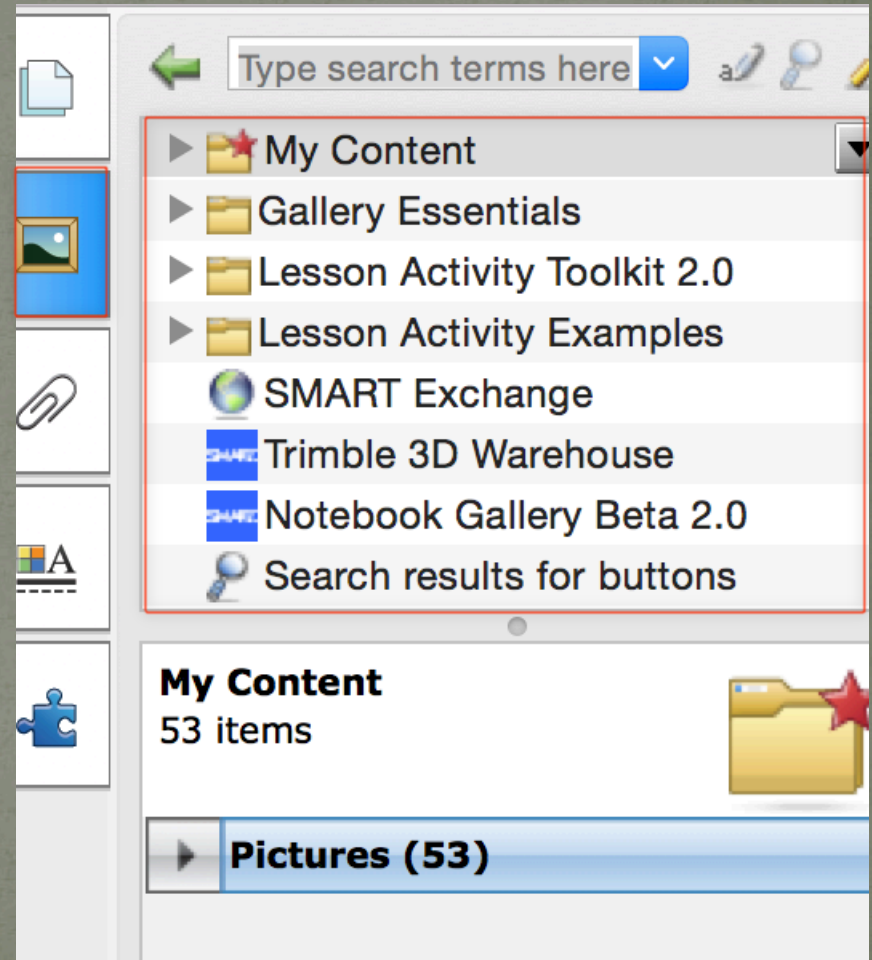 Type search terms here
My Content
Gallery Essentials
Lesson Activity Toolkit 2.0
Lesson Activity Examples
SMART Exchange
Trimble 3D Warehouse
Notebook Gallery Beta 2.0
Search results for buttons
A
My Content
53 items
Pictures (53)